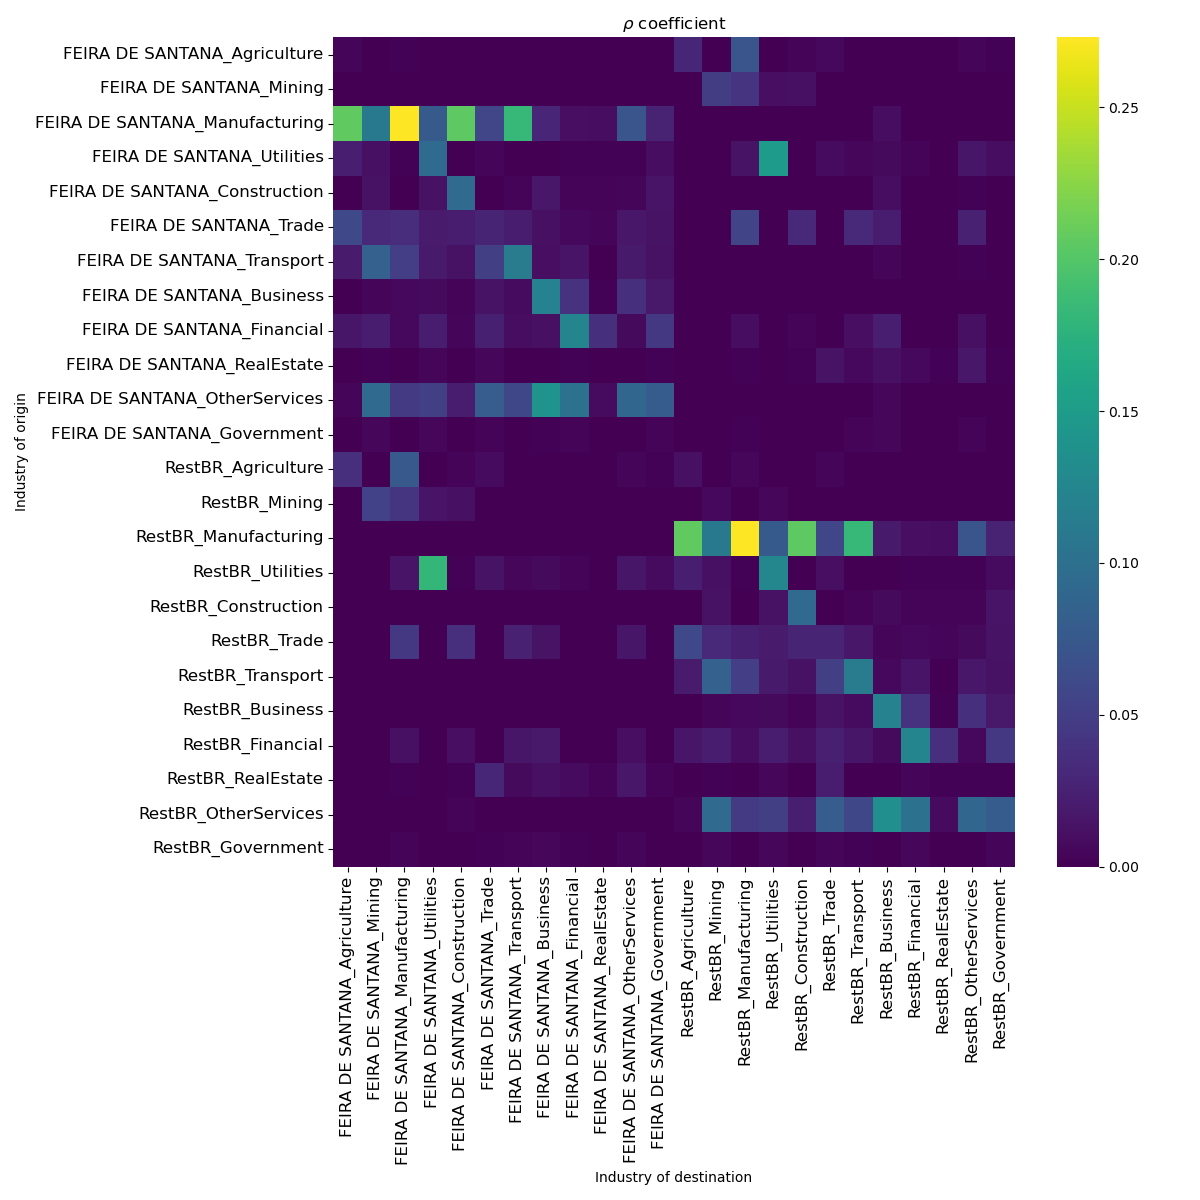 ρ coefficient
Industry of origin
FEIRA DE SANTANA_Agriculture
FEIRA DE SANTANA_Mining
FEIRA DE SANTANA_Manufacturing
FEIRA DE SANTANA_Utilities
FEIRA DE SANTANA_Construction
FEIRA DE SANTANA_Trade
FEIRA DE SANTANA_Transport
FEIRA DE SANTANA_Business
FEIRA DE SANTANA_Financial
FEIRA DE SANTANA_RealEstate
FEIRA DE SANTANA_OtherServices
FEIRA DE SANTANA_Government
RestBR_Agriculture
RestBR_Mining
RestBR_Manufacturing
RestBR_Utilities
RestBR_Construction
RestBR_Trade
RestBR_Transport
RestBR_Business
RestBR_Financial
RestBR_RealEstate
RestBR_OtherServices
RestBR_Government
0.25
0.20
0.15
0.10
0.05
0.00
FEIRA DE SANTANA_Agriculture
FEIRA DE SANTANA_Mining
FEIRA DE SANTANA_Manufacturing
FEIRA DE SANTANA_Utilities
FEIRA DE SANTANA_Construction
FEIRA DE SANTANA_Trade
FEIRA DE SANTANA_Transport
FEIRA DE SANTANA_Business
FEIRA DE SANTANA_Financial
FEIRA DE SANTANA_RealEstate
FEIRA DE SANTANA_OtherServices
FEIRA DE SANTANA_Government
RestBR_Agriculture
RestBR_Mining
RestBR_Manufacturing
RestBR_Utilities
RestBR_Construction
RestBR_Trade
RestBR_Transport
RestBR_Business
RestBR_Financial
RestBR_RealEstate
RestBR_OtherServices
RestBR_Government
Industry of destination